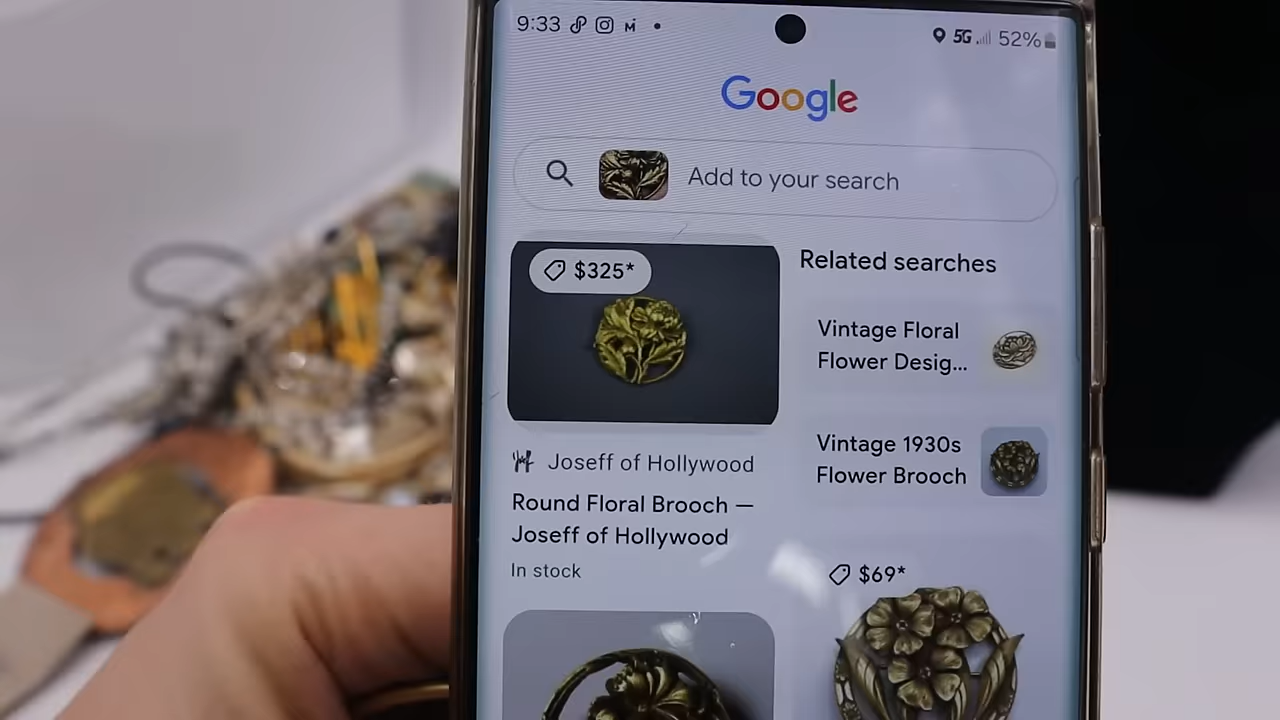 9:33
5G 52%
Google
Add to your search
$325*
Joseff of Hollywood
Round Floral Brooch —
Joseff of Hollywood
In stock
Related searches
Vintage Floral
Flower Desig...
Vintage 1930s
Flower Brooch
$69*